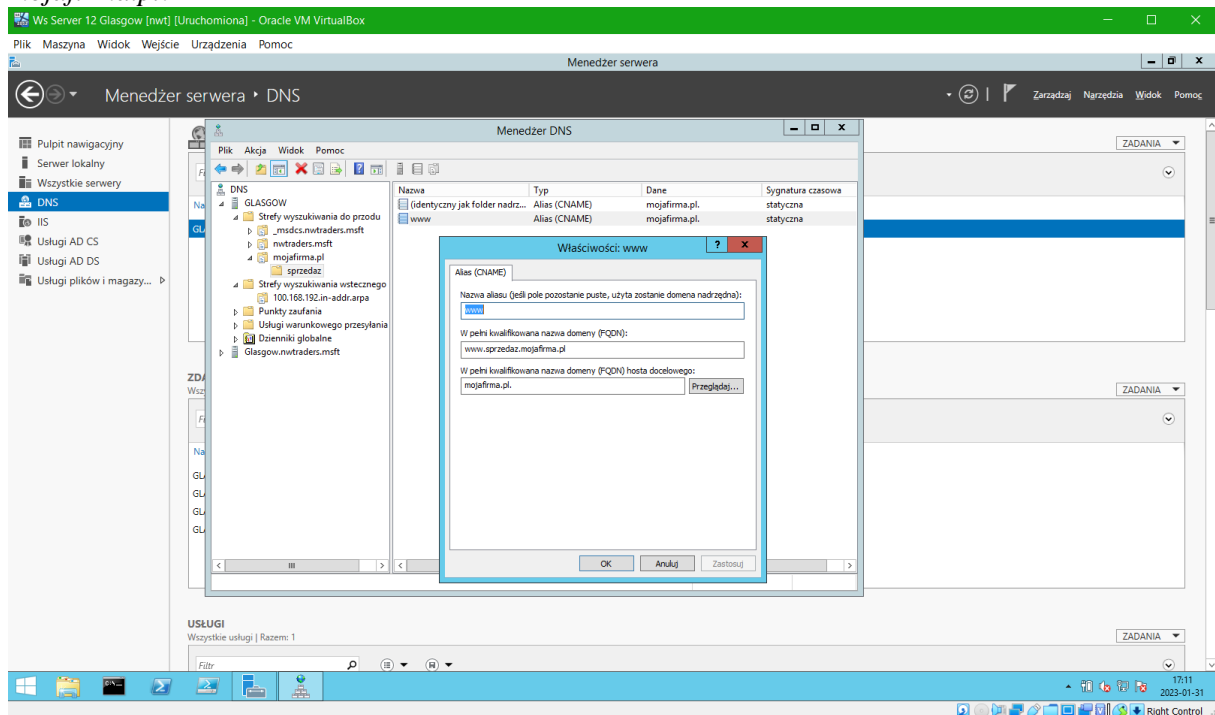 Ws Server 12 Glasgow [nwt] [Uruchomiona] - Oracle VM VirtualBox
Plik Maszyna Widok Wejście Urządzenia Pomoc
Menedżer serwera
Menedżer serwera DNS
Zarządzaj Narzędzia Widok Pomoc
Pulpit nawigacyjny
Serwer lokalny
Wszystkie serwery
DNS
IIS
Usługi AD CS
Usługi AD DS
Usługi plików i magazy...
ZADANIA
Menedżer DNS
Plik Akcja Widok Pomoc
DNS
GLASGOW
Strefy wyszukiwania do przodu
_msdcs.nwtraders.msft
nwtraders.msft
mojafirma.pl
sprzedaz
Strefy wyszukiwania wstecznego
100.168.192.in-addr.arpa
Punkty zaufania
Usługi warunkowego przesyłania
Dzienniki globalne
Glasgow.nwtraders.msft
Nazwa Typ Dane Sygnatura czasowa
(identyczny jak folder nadrz... Alias (CNAME) mojafirma.pl. statyczna
www Alias (CNAME) mojafirma.pl. statyczna
Właściwości: www
Alias (CNAME)
Nazwa aliasu (jeśli pole pozostanie puste, użyta zostanie domena nadrzędna):
www
W pełni kwalifikowana nazwa domeny (FQDN):
www.sprzedaz.mojafirma.pl
W pełni kwalifikowana nazwa domeny (FQDN) hosta docelowego:
mojafirma.pl.
Przeglądaj...
OK Anuluj Zastosuj
ZADANIA
USŁUGI
Wszystkie usługi | Razem: 1
ZADANIA
Filtr
17:11
2023-01-31
Right Control